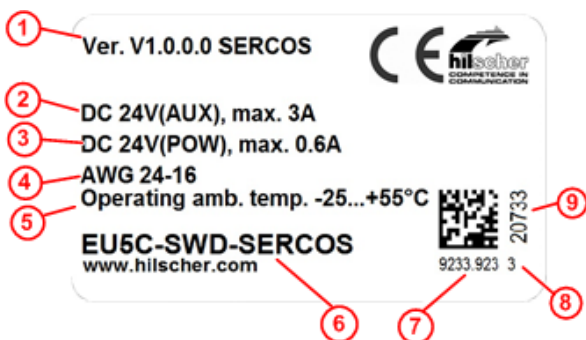 1
Ver. V1.0.0.0 SERCOS
CE
hilscher
COMPETENCE IN
COMMUNICATION
2
DC 24V(AUX), max. 3A
3
DC 24V(POW), max. 0.6A
4
AWG 24-16
5
Operating amb. temp. -25...+55°C
9
20733
EU5C-SWD-SERCOS
www.hilscher.com
9233.923 3
6
7
8